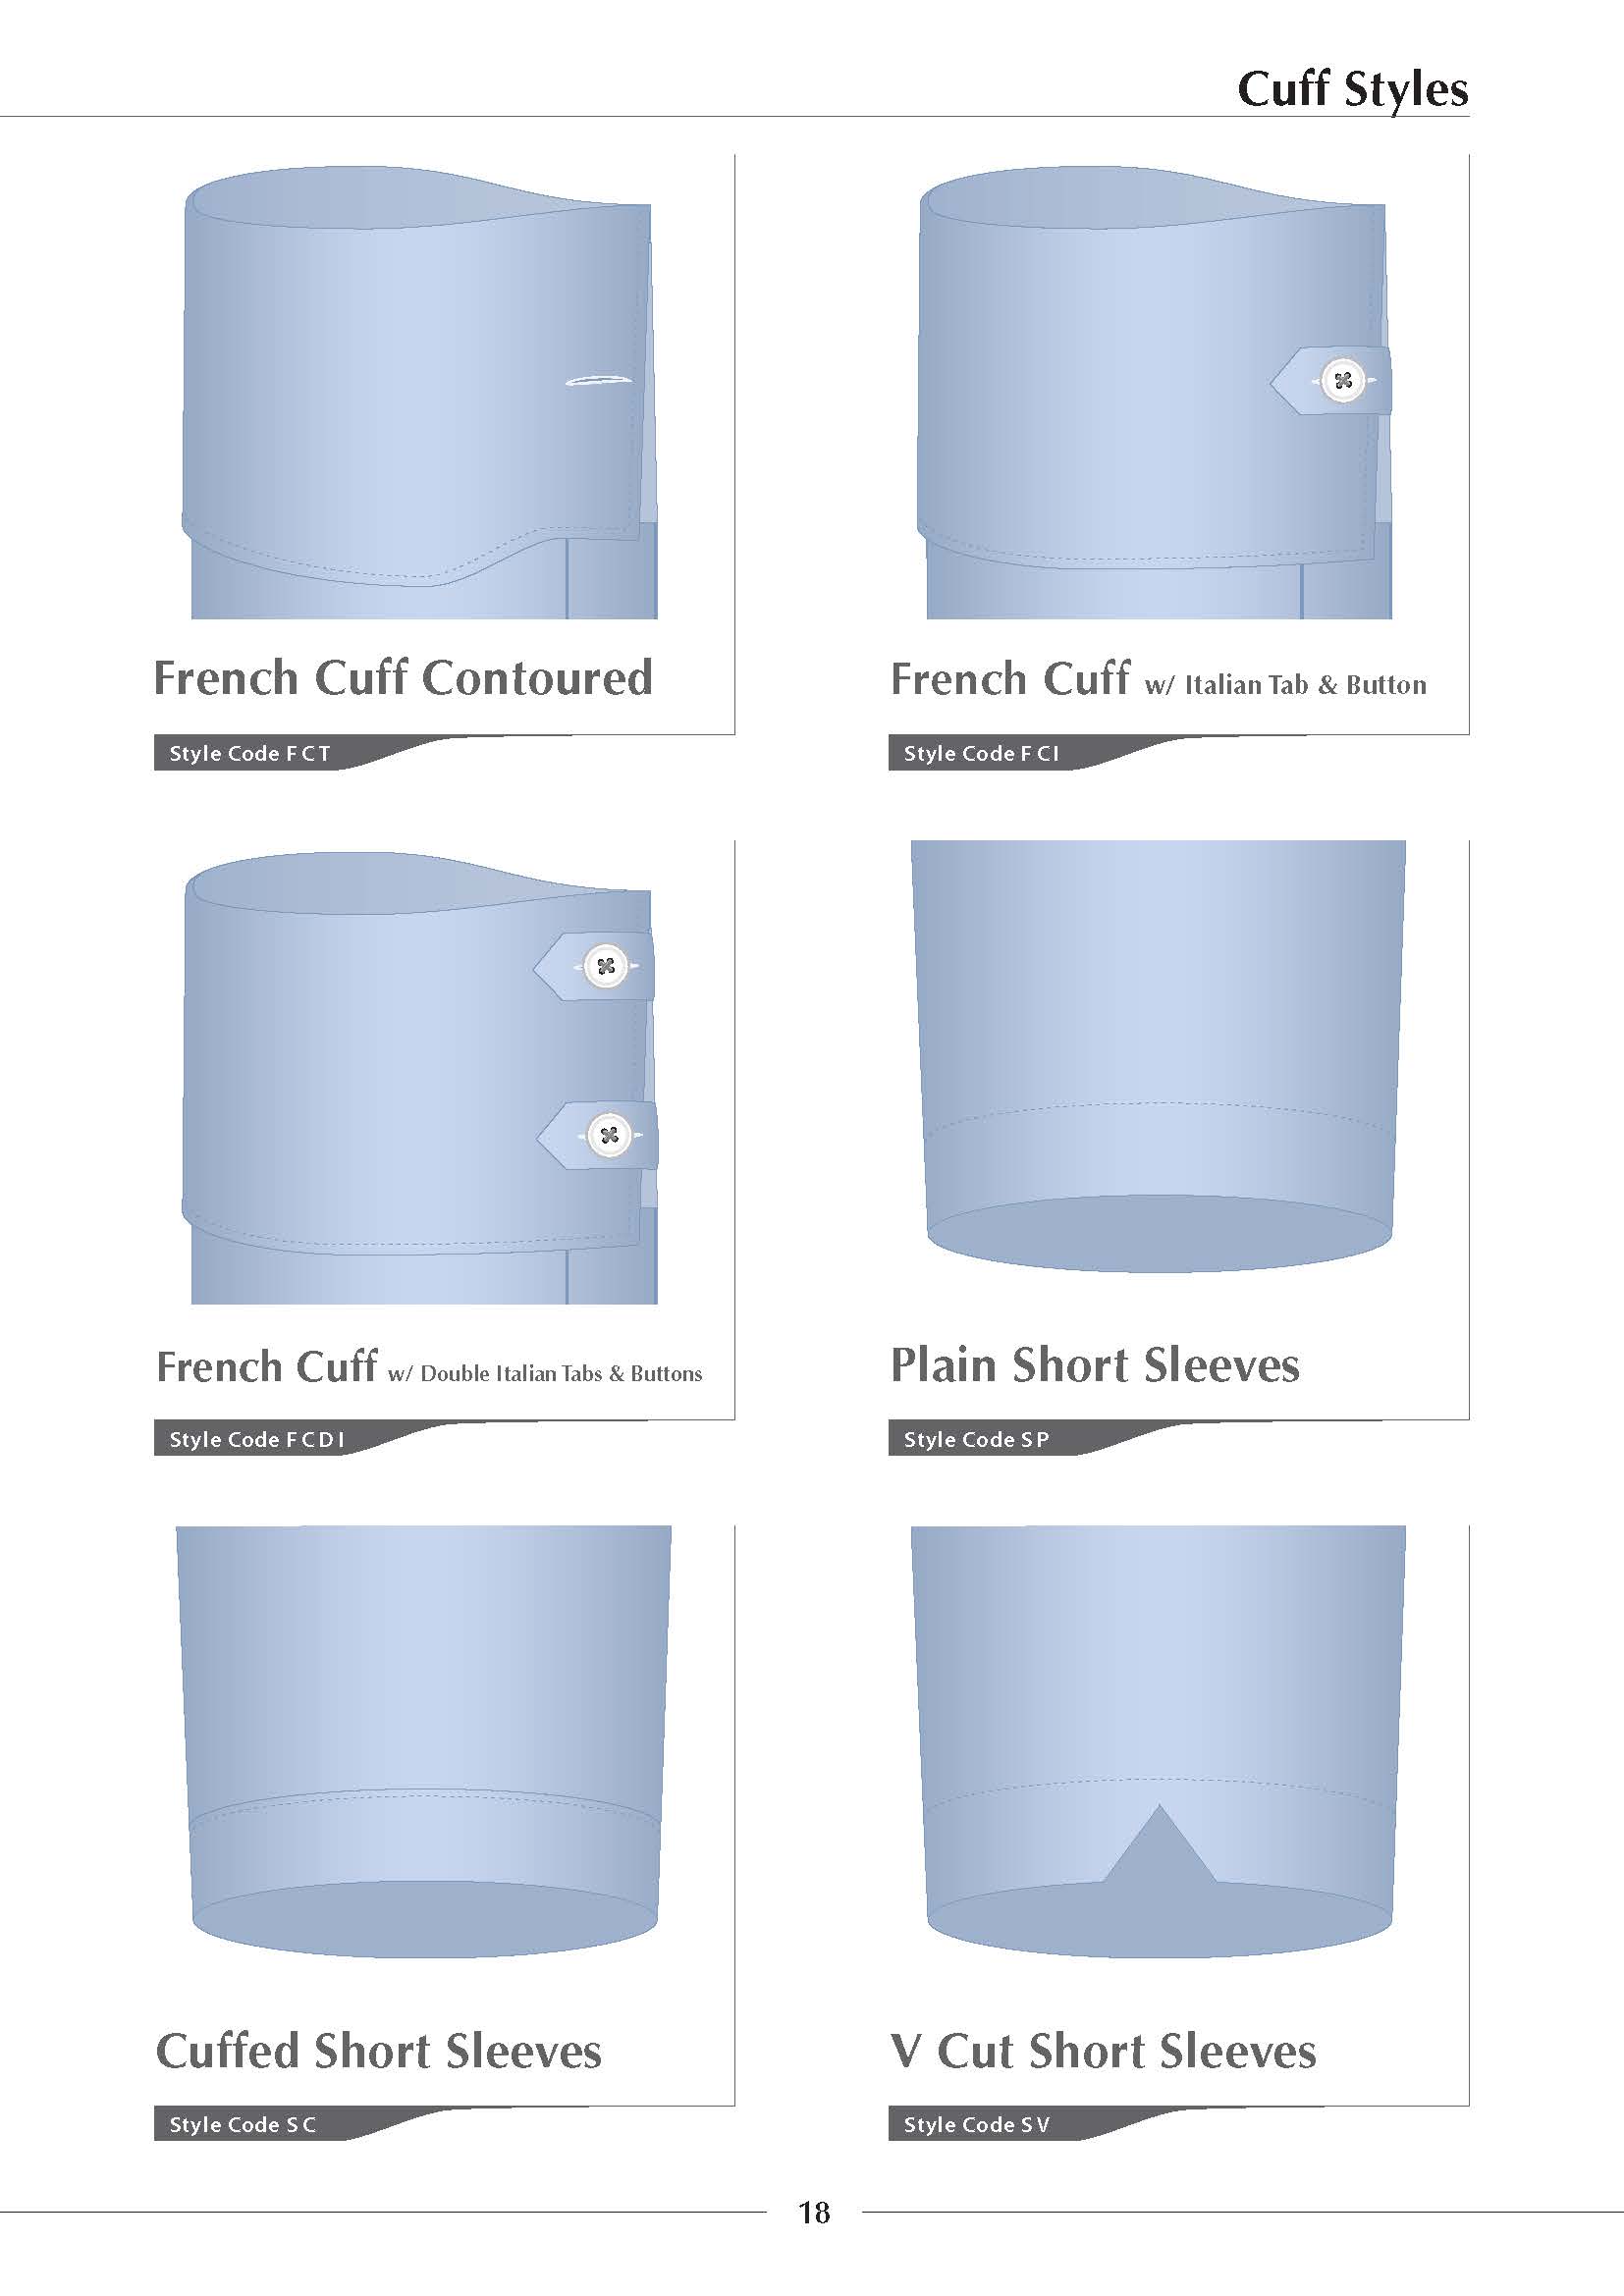 Cuff Styles
French Cuff Contoured
Style Code F C T
French Cuff w/ Italian Tab & Button
Style Code F C I
French Cuff w/ Double Italian Tabs & Buttons
Style Code F C D I
Plain Short Sleeves
Style Code S P
Cuffed Short Sleeves
Style Code S C
V Cut Short Sleeves
Style Code S V
18